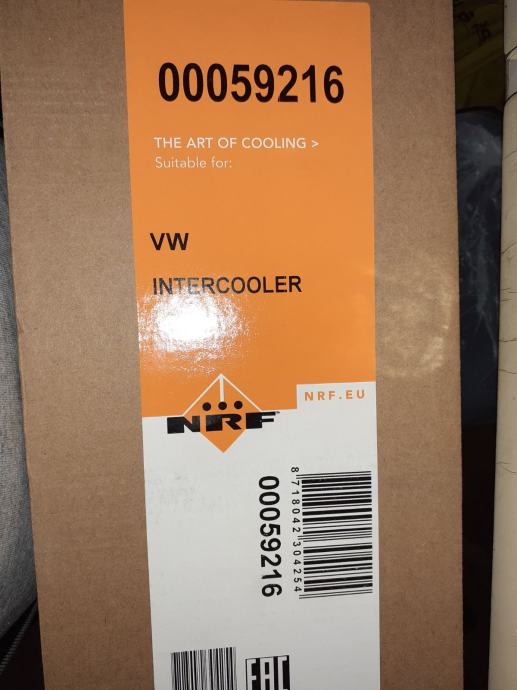 00059216
THE ART OF COOLING >
Suitable for:
VW
INTERCOOLER
NRF.EU
NRF
00059216
8 718042 304254
EAC